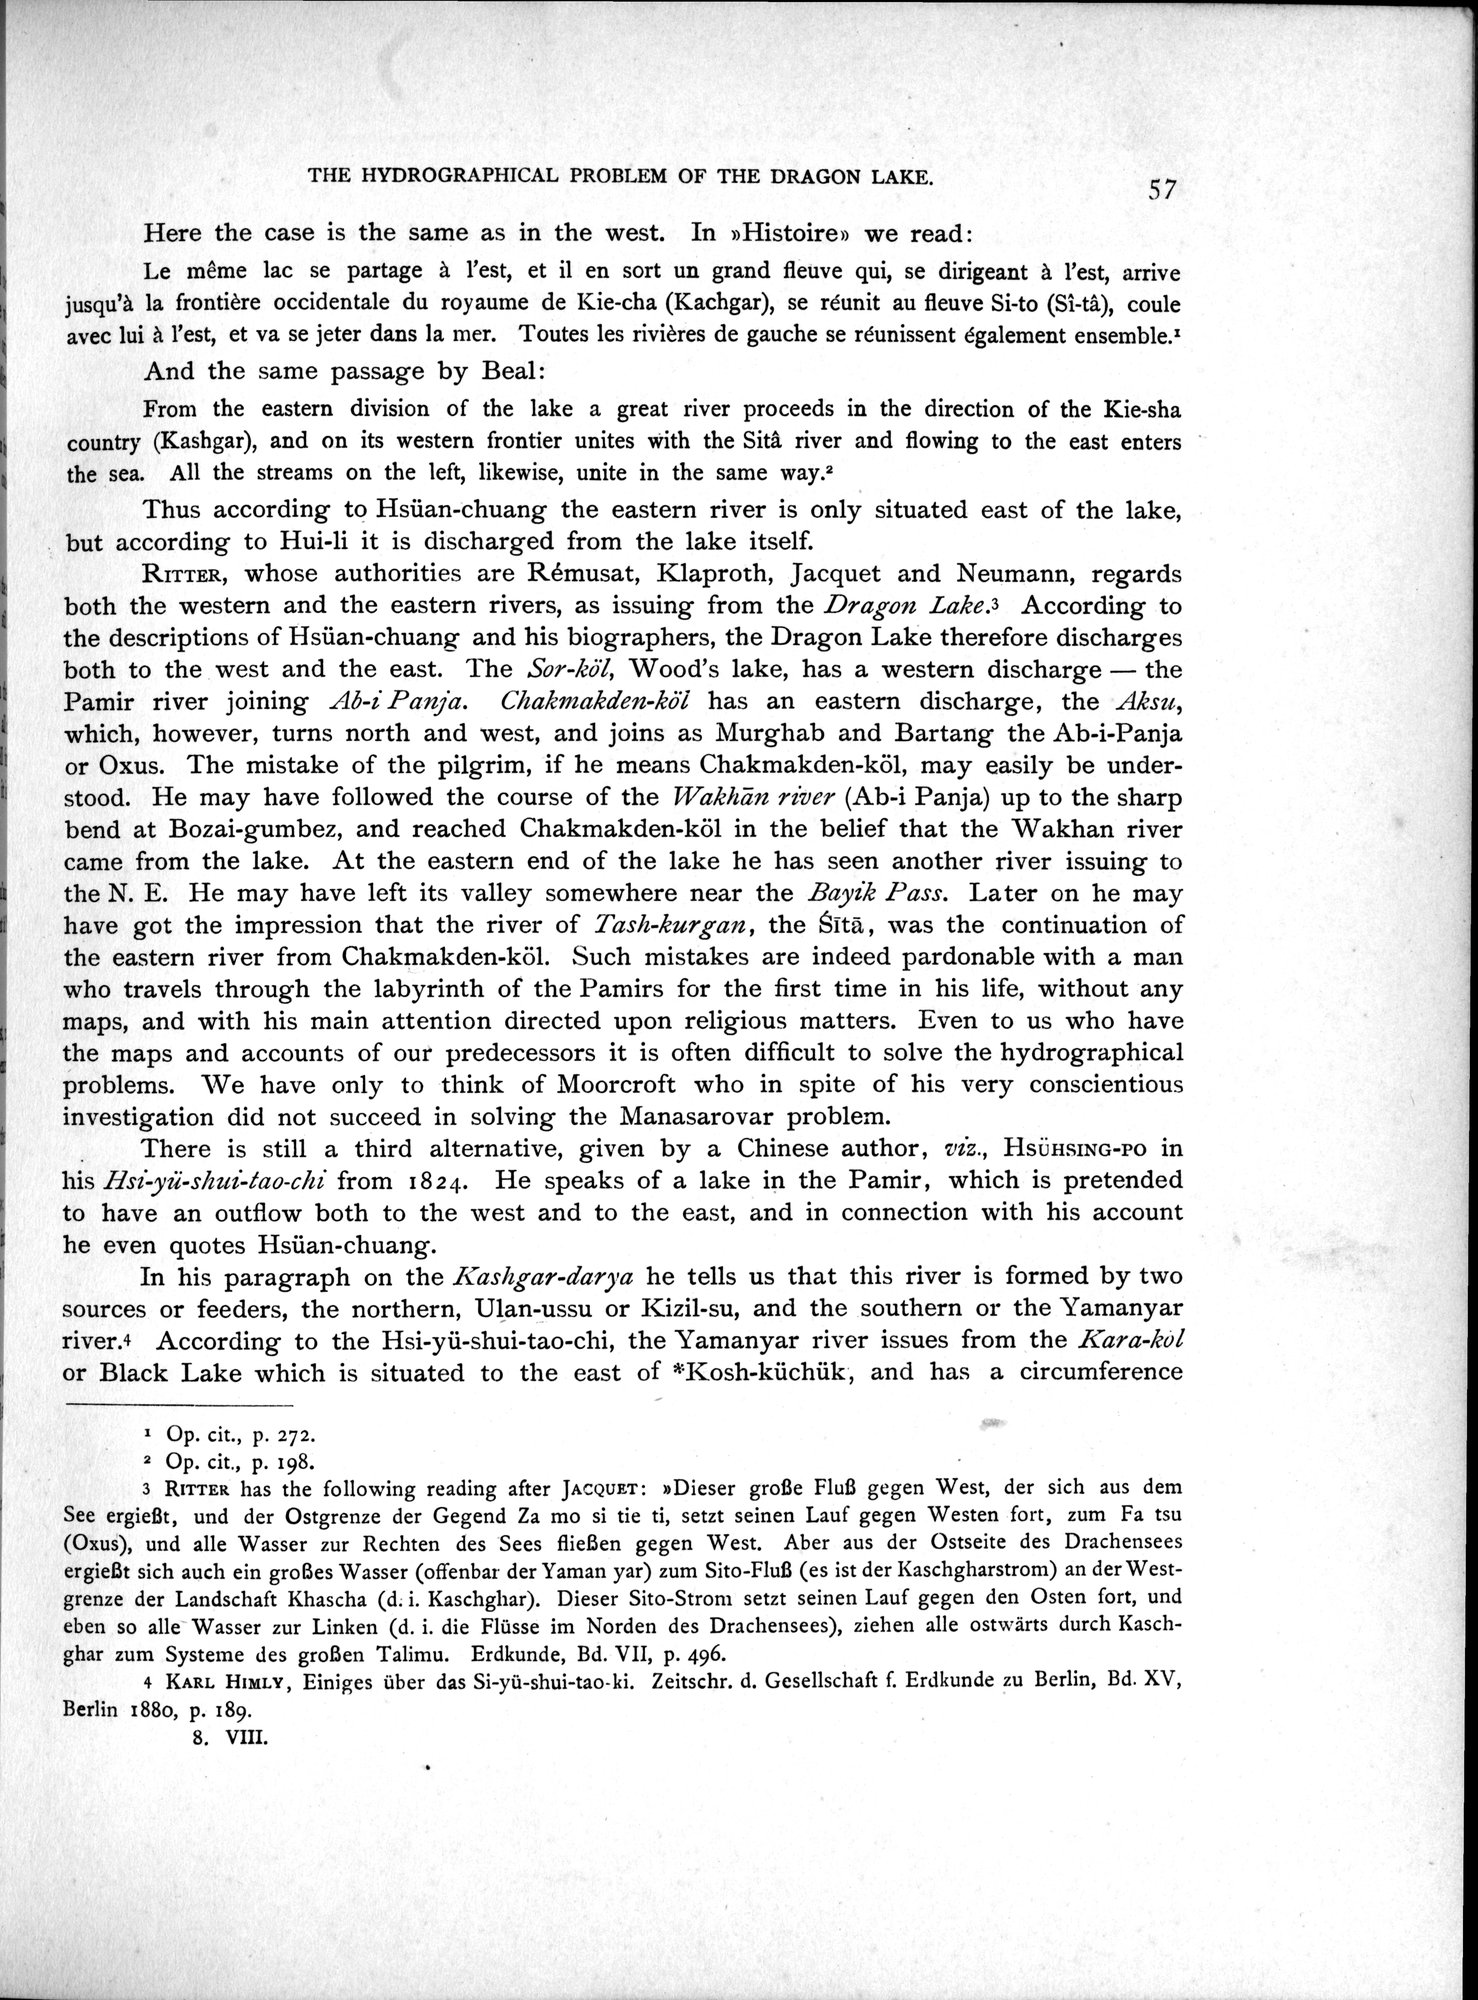 THE HYDROGRAPHICAL PROBLEM OF THE DRAGON LAKE.
57
Here the case is the same as in the west. In »Histoire» we read:
Le même lac se partage à l'est, et il en sort un grand fleuve qui, se dirigeant à l'est, arrive
jusqu'à la frontière occidentale du royaume de Kie-cha (Kachgar), se réunit au fleuve Si-to (Sî-tâ), coule
avec lui à l'est, et va se jeter dans la mer. Toutes les rivières de gauche se réunissent également ensemble.¹
And the same passage by Beal:
From the eastern division of the lake a great river proceeds in the direction of the Kie-sha
country (Kashgar), and on its western frontier unites with the Sitâ river and flowing to the east enters
the sea. All the streams on the left, likewise, unite in the same way.²
Thus according to Hsüan-chuang the eastern river is only situated east of the lake,
but according to Hui-li it is discharged from the lake itself.
RITTER, whose authorities are Rémusat, Klaproth, Jacquet and Neumann, regards
both the western and the eastern rivers, as issuing from the Dragon Lake.³ According to
the descriptions of Hsüan-chuang and his biographers, the Dragon Lake therefore discharges
both to the west and the east. The Sor-köl, Wood's lake, has a western discharge — the
Pamir river joining Ab-i Panja. Chakmakden-köl has an eastern discharge, the Aksu,
which, however, turns north and west, and joins as Murghab and Bartang the Ab-i-Panja
or Oxus. The mistake of the pilgrim, if he means Chakmakden-köl, may easily be under-
stood. He may have followed the course of the Wakhān river (Ab-i Panja) up to the sharp
bend at Bozai-gumbez, and reached Chakmakden-köl in the belief that the Wakhan river
came from the lake. At the eastern end of the lake he has seen another river issuing to
the N. E. He may have left its valley somewhere near the Bayik Pass. Later on he may
have got the impression that the river of Tash-kurgan, the Śītā, was the continuation of
the eastern river from Chakmakden-köl. Such mistakes are indeed pardonable with a man
who travels through the labyrinth of the Pamirs for the first time in his life, without any
maps, and with his main attention directed upon religious matters. Even to us who have
the maps and accounts of our predecessors it is often difficult to solve the hydrographical
problems. We have only to think of Moorcroft who in spite of his very conscientious
investigation did not succeed in solving the Manasarovar problem.
There is still a third alternative, given by a Chinese author, viz., HSÜHSING-PO in
his Hsi-yü-shui-tao-chi from 1824. He speaks of a lake in the Pamir, which is pretended
to have an outflow both to the west and to the east, and in connection with his account
he even quotes Hsüan-chuang.
In his paragraph on the Kashgar-darya he tells us that this river is formed by two
sources or feeders, the northern, Ulan-ussu or Kizil-su, and the southern or the Yamanyar
river.⁴ According to the Hsi-yü-shui-tao-chi, the Yamanyar river issues from the Kara-köl
or Black Lake which is situated to the east of *Kosh-küchük, and has a circumference
¹ Op. cit., p. 272.
² Op. cit., p. 198.
³ RITTER has the following reading after JACQUET: »Dieser große Fluß gegen West, der sich aus dem
See ergießt, und der Ostgrenze der Gegend Za mo si tie ti, setzt seinen Lauf gegen Westen fort, zum Fa tsu
(Oxus), und alle Wasser zur Rechten des Sees fließen gegen West. Aber aus der Ostseite des Drachensees
ergießt sich auch ein großes Wasser (offenbar der Yaman yar) zum Sito-Fluß (es ist der Kaschgharstrom) an der West-
grenze der Landschaft Khascha (d. i. Kaschghar). Dieser Sito-Strom setzt seinen Lauf gegen den Osten fort, und
eben so alle Wasser zur Linken (d. i. die Flüsse im Norden des Drachensees), ziehen alle ostwärts durch Kasch-
ghar zum Systeme des großen Talimu. Erdkunde, Bd. VII, p. 496.
⁴ KARL HIMLY, Einiges über das Si-yü-shui-tao-ki. Zeitschr. d. Gesellschaft f. Erdkunde zu Berlin, Bd. XV,
Berlin 1880, p. 189.
8. VIII.